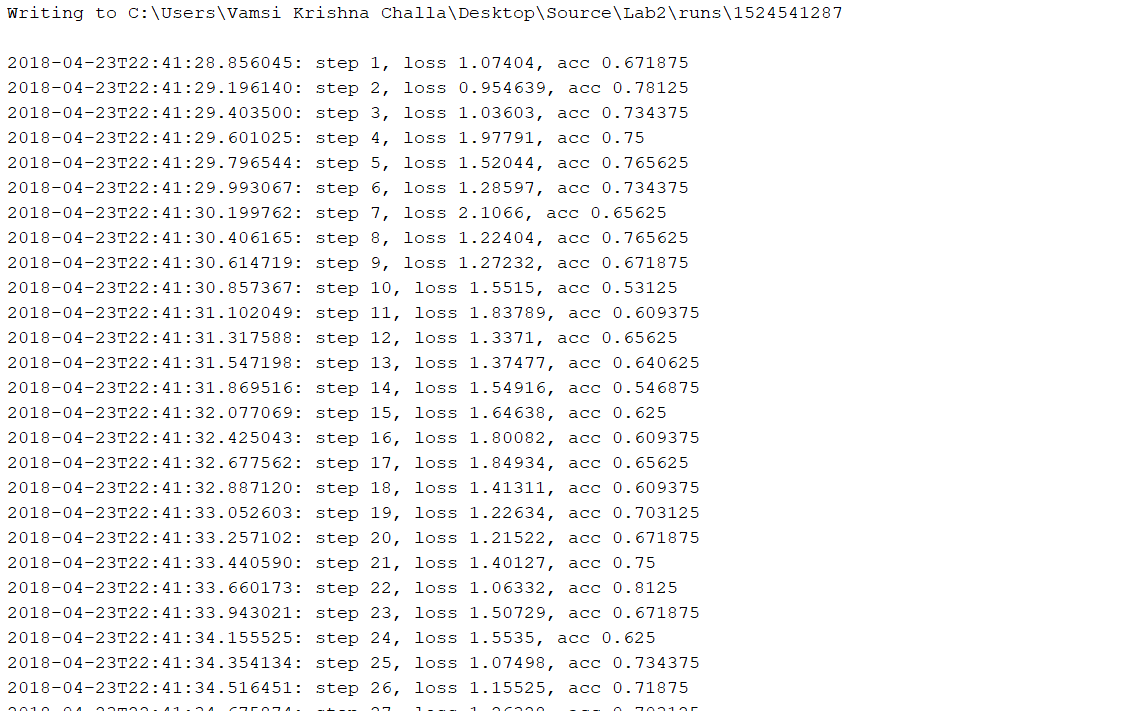 Writing to C:\Users\Vamsi Krishna Challa\Desktop\Source\Lab2\runs\1524541287
2018-04-23T22:41:28.856045: step 1, loss 1.07404, acc 0.671875
2018-04-23T22:41:29.196140: step 2, loss 0.954639, acc 0.78125
2018-04-23T22:41:29.403500: step 3, loss 1.03603, acc 0.734375
2018-04-23T22:41:29.601025: step 4, loss 1.97791, acc 0.75
2018-04-23T22:41:29.796544: step 5, loss 1.52044, acc 0.765625
2018-04-23T22:41:29.993067: step 6, loss 1.28597, acc 0.734375
2018-04-23T22:41:30.199762: step 7, loss 2.1066, acc 0.65625
2018-04-23T22:41:30.406165: step 8, loss 1.22404, acc 0.765625
2018-04-23T22:41:30.614719: step 9, loss 1.27232, acc 0.671875
2018-04-23T22:41:30.857367: step 10, loss 1.5515, acc 0.53125
2018-04-23T22:41:31.102049: step 11, loss 1.83789, acc 0.609375
2018-04-23T22:41:31.317588: step 12, loss 1.3371, acc 0.65625
2018-04-23T22:41:31.547198: step 13, loss 1.37477, acc 0.640625
2018-04-23T22:41:31.869516: step 14, loss 1.54916, acc 0.546875
2018-04-23T22:41:32.077069: step 15, loss 1.64638, acc 0.625
2018-04-23T22:41:32.425043: step 16, loss 1.80082, acc 0.609375
2018-04-23T22:41:32.677562: step 17, loss 1.84934, acc 0.65625
2018-04-23T22:41:32.887120: step 18, loss 1.41311, acc 0.609375
2018-04-23T22:41:33.052603: step 19, loss 1.22634, acc 0.703125
2018-04-23T22:41:33.257102: step 20, loss 1.21522, acc 0.671875
2018-04-23T22:41:33.440590: step 21, loss 1.40127, acc 0.75
2018-04-23T22:41:33.660173: step 22, loss 1.06332, acc 0.8125
2018-04-23T22:41:33.943021: step 23, loss 1.50729, acc 0.671875
2018-04-23T22:41:34.155525: step 24, loss 1.5535, acc 0.625
2018-04-23T22:41:34.354134: step 25, loss 1.07498, acc 0.734375
2018-04-23T22:41:34.516451: step 26, loss 1.15525, acc 0.71875